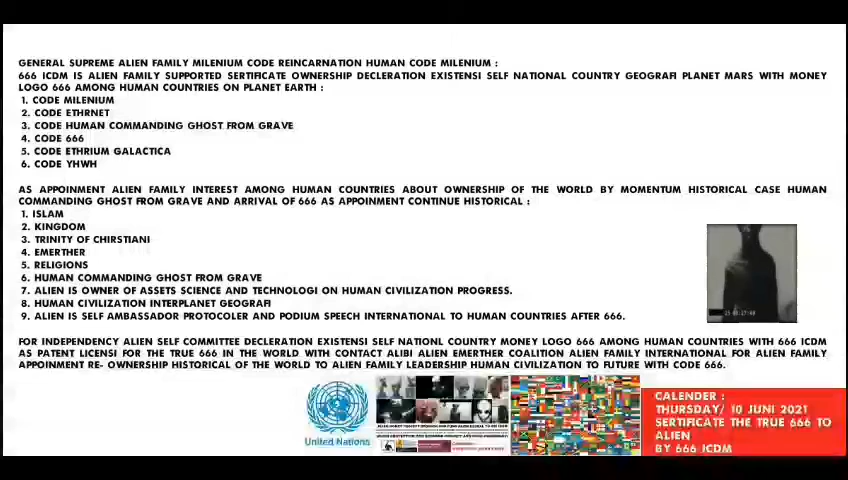 GENERAL SUPREME ALIEN FAMILY MILENIUM CODE REINCARNATION HUMAN CODE MILENIUM :
666 ICDM IS ALIEN FAMILY SUPPORTED SERTIFICATE OWNERSHIP DECLERATION EXISTENSI SELF NATIONAL COUNTRY GEOGRAFI PLANET MARS WITH MONEY
LOGO 666 AMONG HUMAN COUNTRIES ON PLANET EARTH :
1. CODE MILENIUM
2. CODE ETHRNET
3. CODE HUMAN COMMANDING GHOST FROM GRAVE
4. CODE 666
5. CODE ETHRIUM GALACTICA
6. CODE YHWH
AS APPOINMENT ALIEN FAMILY INTEREST AMONG HUMAN COUNTRIES ABOUT OWNERSHIP OF THE WORLD BY MOMENTUM HISTORICAL CASE HUMAN
COMMANDING GHOST FROM GRAVE AND ARRIVAL OF 666 AS APPOINMENT CONTINUE HISTORICAL :
1. ISLAM
2. KINGDOM
3. TRINITY OF CHIRSTIANI
4. EMERTHER
5. RELIGIONS
6. HUMAN COMMANDING GHOST FROM GRAVE
7. ALIEN IS OWNER OF ASSETS SCIENCE AND TECHNOLOGI ON HUMAN CIVILIZATION PROGRESS.
8. HUMAN CIVILIZATION INTERPLANET GEOGRAFI
9. ALIEN IS SELF AMBASSADOR PROTOCOLER AND PODIUM SPEECH INTERNATIONAL TO HUMAN COUNTRIES AFTER 666.
FOR INDEPENDENCY ALIEN SELF COMMITTEE DECLERATION EXISTENSI SELF NATIONL COUNTRY MONEY LOGO 666 AMONG HUMAN COUNTRIES WITH 666 ICDM
AS PATENT LICENSI FOR THE TRUE 666 IN THE WORLD WITH CONTACT ALIBI ALIEN EMERTHER COALITION ALIEN FAMILY INTERNATIONAL FOR ALIEN FAMILY
APPOINMENT RE- OWNERSHIP HISTORICAL OF THE WORLD TO ALIEN FAMILY LEADERSHIP HUMAN CIVILIZATION TO FUTURE WITH CODE 666.
United Nations
CALENDER :
THURSDAY/ 10 JUNI 2021
SERTIFICATE THE TRUE 666 TO
ALIEN
BY 666 ICDM